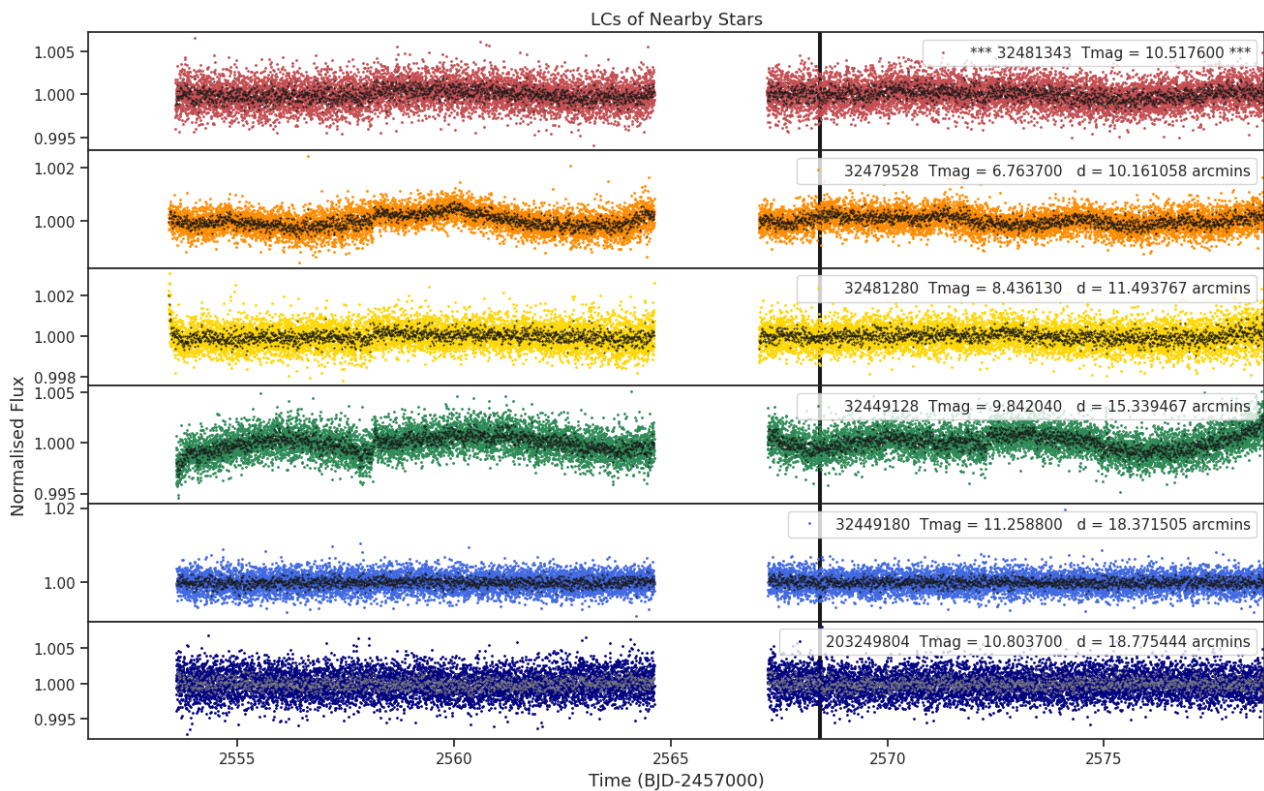 LCs of Nearby Stars
1.005
1.000
0.995
*** 32481343 Tmag = 10.517600 ***
1.002
1.000
32479528 Tmag = 6.763700 d = 10.161058 arcmins
1.002
1.000
0.998
32481280 Tmag = 8.436130 d = 11.493767 arcmins
1.005
1.000
0.995
32449128 Tmag = 9.842040 d = 15.339467 arcmins
1.02
1.00
32449180 Tmag = 11.258800 d = 18.371505 arcmins
1.005
1.000
0.995
203249804 Tmag = 10.803700 d = 18.775444 arcmins
Normalised Flux
2555 2560 2565 2570 2575
Time (BJD-2457000)